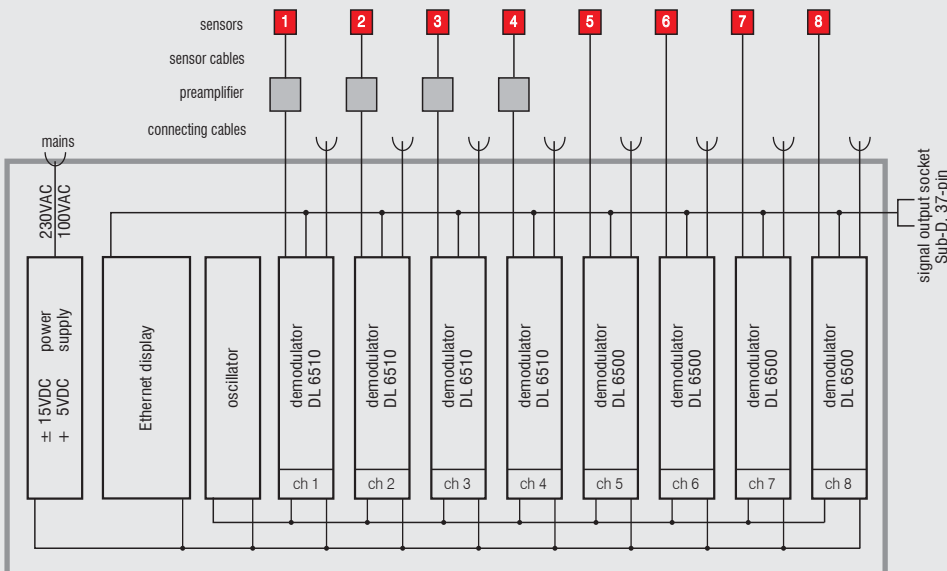 sensors
1 2 3 4 5 6 7 8
sensor cables
preamplifier
connecting cables
mains
230VAC
100VAC
signal output socket
Sub-D, 37-pin
power
supply
± 15VDC
+ 5VDC
Ethernet display
oscillator
demodulator
DL 6510
ch 1
demodulator
DL 6510
ch 2
demodulator
DL 6510
ch 3
demodulator
DL 6510
ch 4
demodulator
DL 6500
ch 5
demodulator
DL 6500
ch 6
demodulator
DL 6500
ch 7
demodulator
DL 6500
ch 8